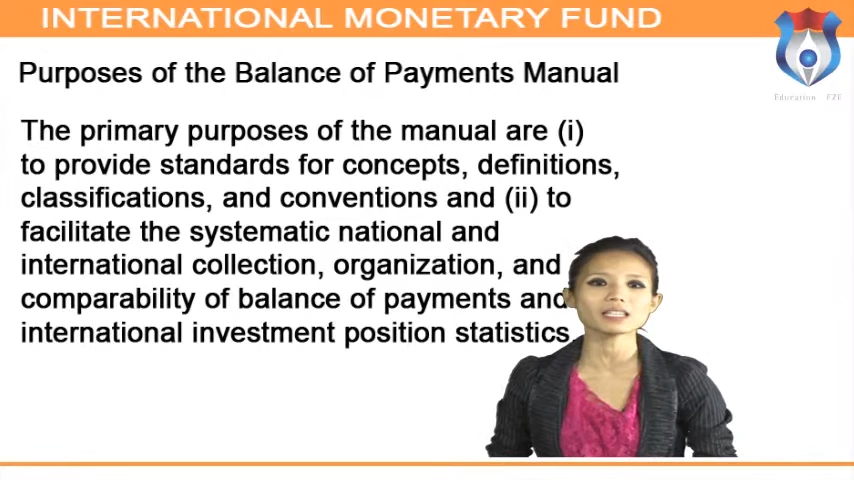 INTERNATIONAL MONETARY FUND
Purposes of the Balance of Payments Manual
The primary purposes of the manual are (i)
to provide standards for concepts, definitions,
classifications, and conventions and (ii) to
facilitate the systematic national and
international collection, organization, and
comparability of balance of payments and
international investment position statistics
Education EZE